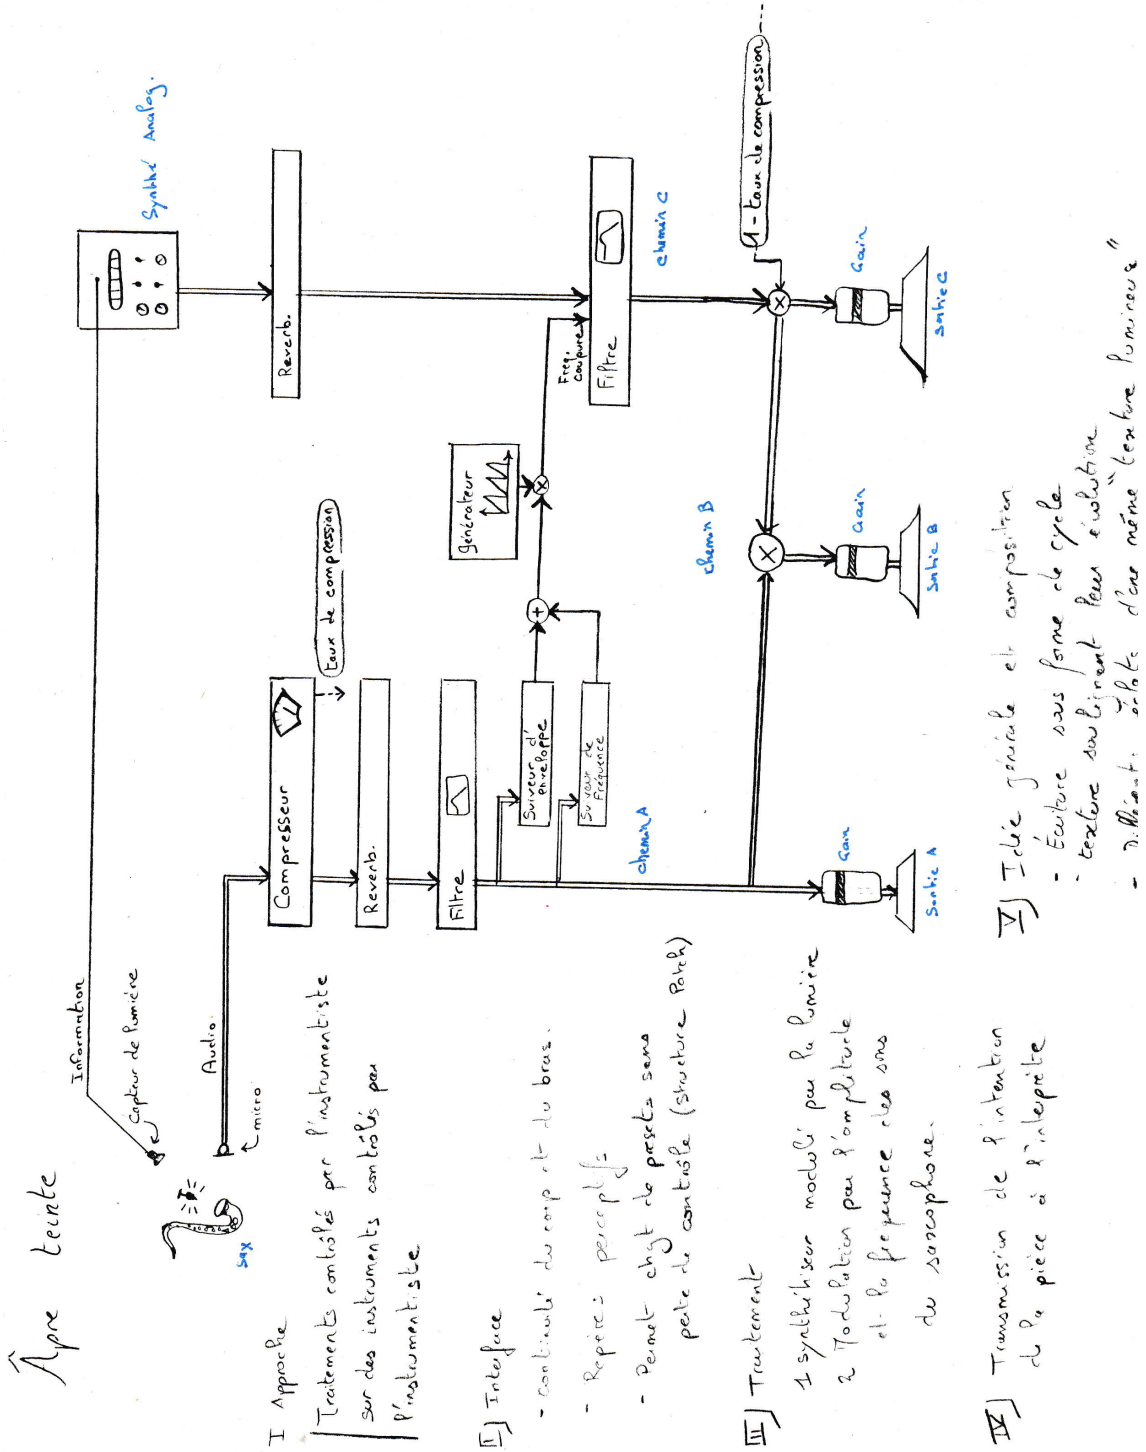 Âpre teinte
Information
Capteur de lumière
Audio
micro
sax
Synthé Analog.
Compresseur
taux de compression
Reverb.
Reverb.
Filtre
Suiveur d'
enveloppe
Suiveur de
Fréquence
générateur
Freq.
coupure
Filtre
chemin A
chemin B
chemin C
1 - taux de compression
Gain
Gain
Gain
Sortie A
Sortie B
Sortie C
I Approche
Traitements contrôlés par l'instrumentiste
sur des instruments contrôlés par
l'instrumentiste
II) Interface
- continuité du corps et du bras.
- Repères perceptifs
- Permet chgt de presets sans
perte de contrôle (structure Patch)
III) Traitement
1 synthétiseur modulé par la lumière
2 Modulation par l'amplitude
et la fréquence des sons
du saxophone.
IV) Transmission de l'intention
de la pièce à l'interprète
V) Idée générale et composition
- Écriture sous forme de cycle
- texture soulignant leur évolution
- Différents éclats d'une même "texture lumineuse"